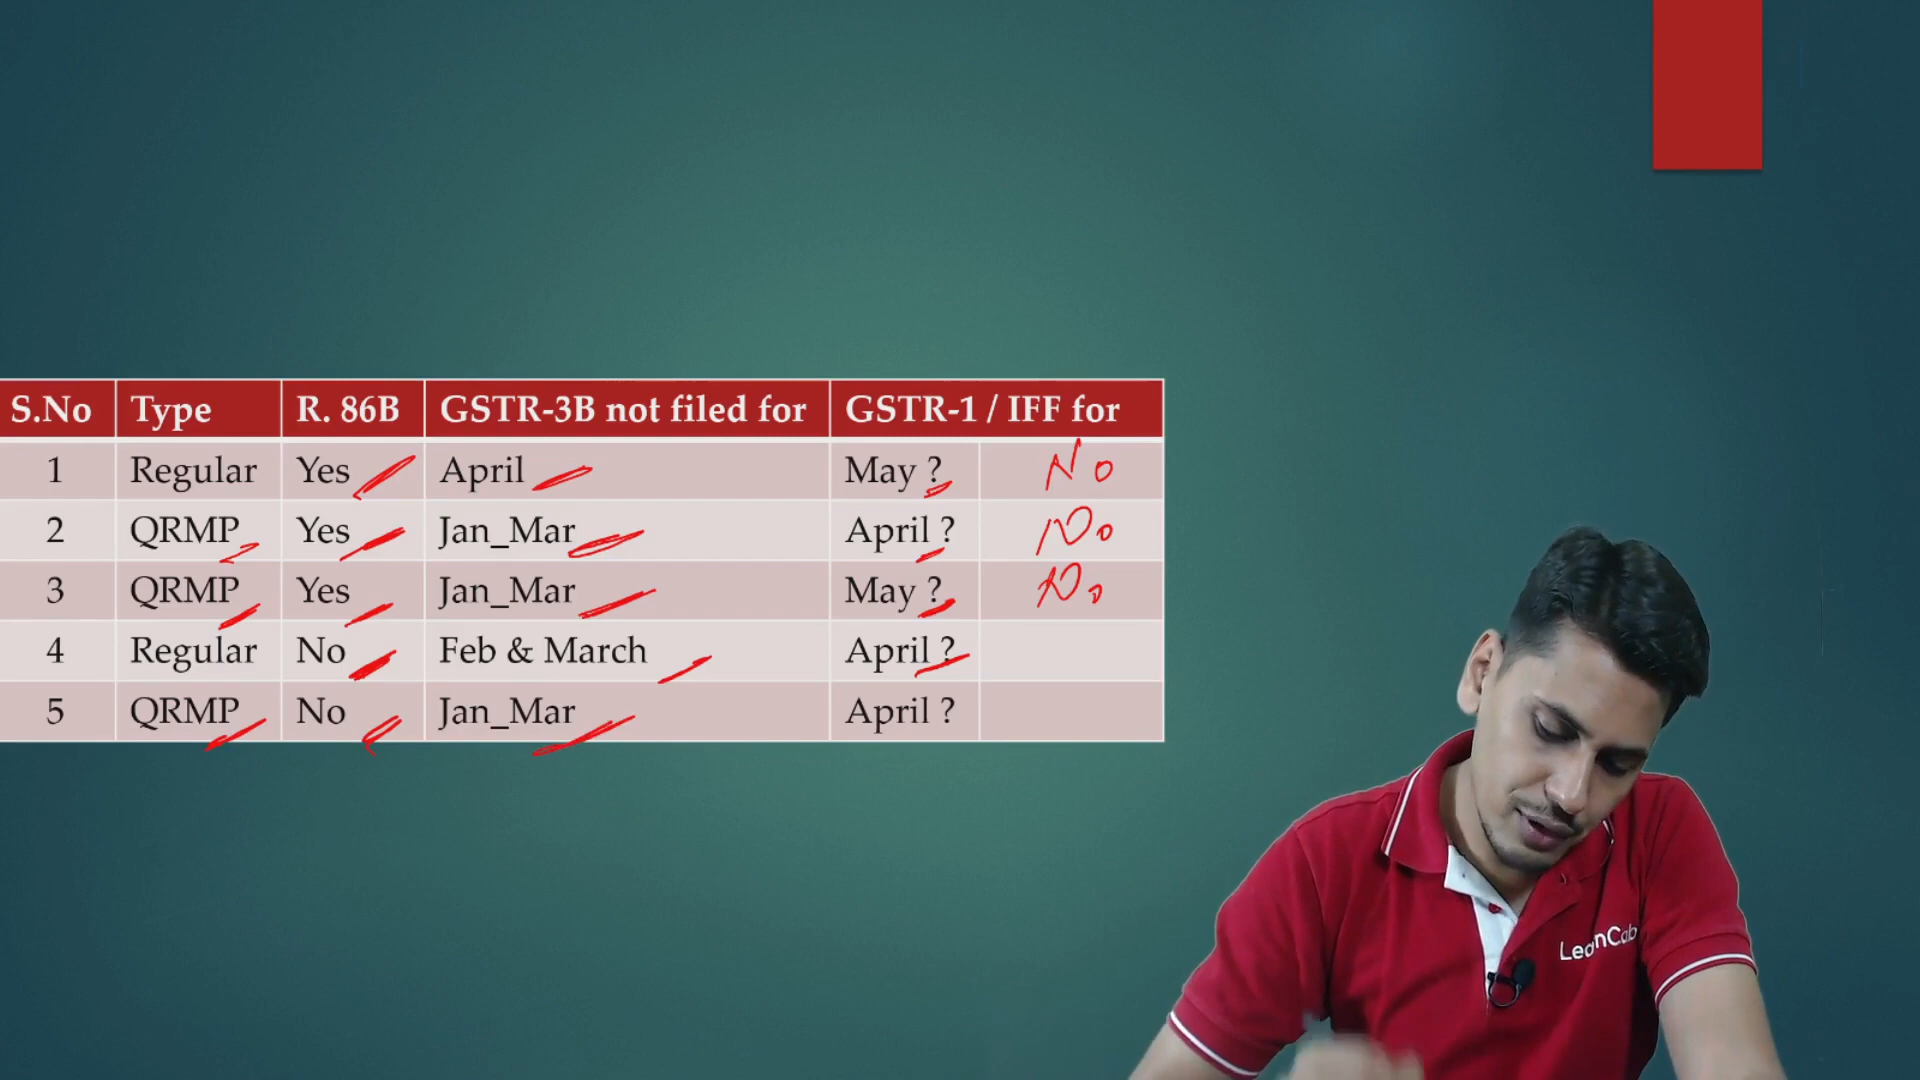 S.No Type R. 86B GSTR-3B not filed for GSTR-1 / IFF for
1 Regular Yes April May ? No
2 QRMP Yes Jan_Mar April ? No
3 QRMP Yes Jan_Mar May ? No
4 Regular No Feb & March April ?
5 QRMP No Jan_Mar April ?
LearnCab